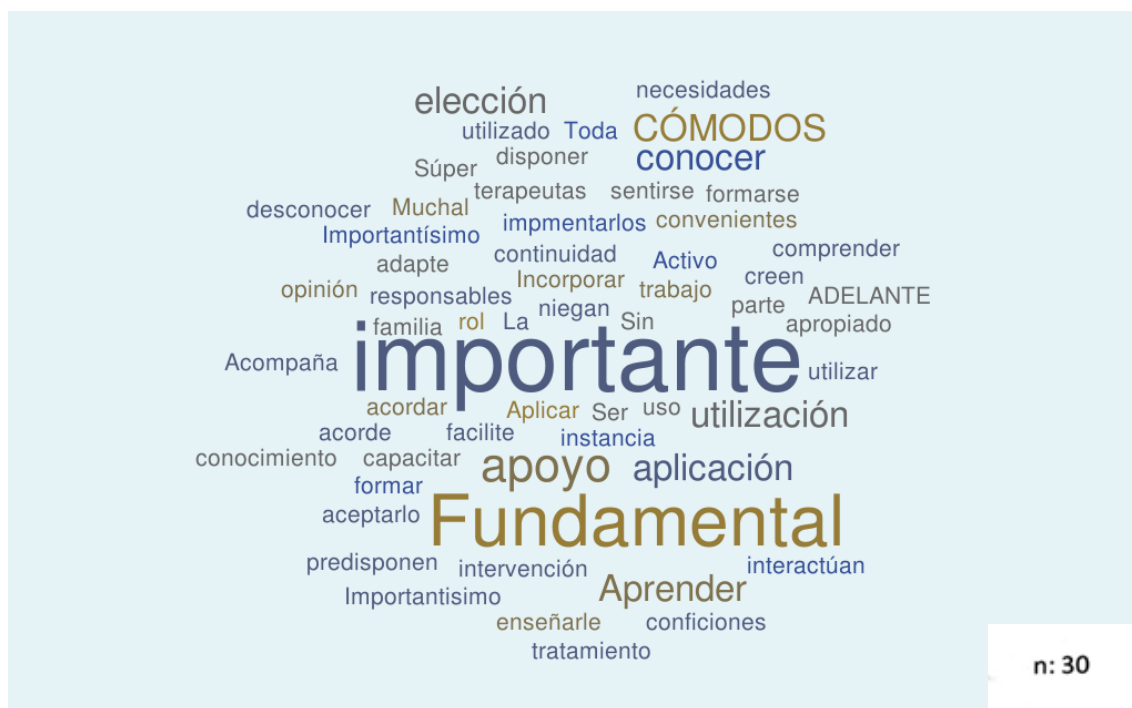 necesidades
elección
CÓMODOS
utilizado Toda
conocer
disponer
Súper
terapeutas sentirse formarse
desconocer Muchal
impmentarlos convenientes
Importantísimo
continuidad comprender
adapte Activo
Incorporar creen
opinión responsables trabajo
niegan parte ADELANTE
familia rol La Sin apropiado
importante
Acompaña utilizar
acordar Aplicar Ser uso utilización
acorde facilite instancia
conocimiento capacitar apoyo aplicación
formar
aceptarlo Fundamental
predisponen intervención interactúan
Importantisimo Aprender
enseñarle conficiones
tratamiento
n: 30